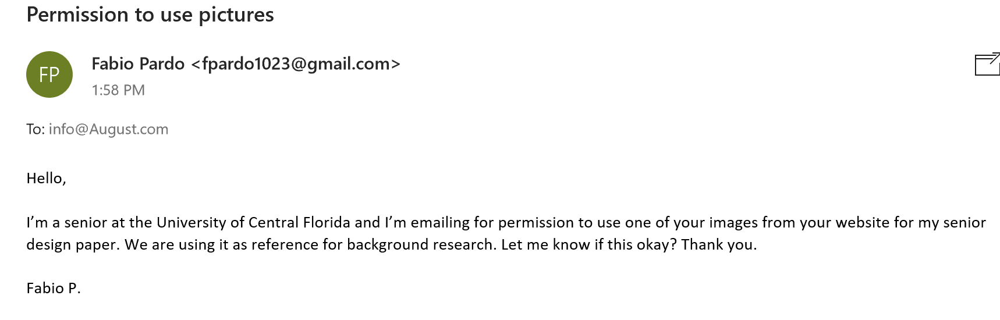 Permission to use pictures
FP
Fabio Pardo <fpardo1023@gmail.com>
1:58 PM
To: info@August.com
Hello,
I’m a senior at the University of Central Florida and I’m emailing for permission to use one of your images from your website for my senior
design paper. We are using it as reference for background research. Let me know if this okay? Thank you.
Fabio P.